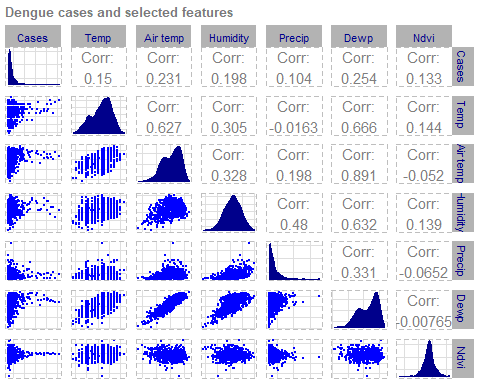 Dengue cases and selected features
Cases Temp Air temp Humidity Precip Dewp Ndvi
Corr: Corr: Corr: Corr: Corr: Corr: Cases
0.15 0.231 0.198 0.104 0.254 0.133
Corr: Corr: Corr: Corr: Corr: Temp
0.627 0.305 -0.0163 0.666 0.144
Corr: Corr: Corr: Corr: Air temp
0.328 0.198 0.891 -0.052
Corr: Corr: Corr: Humidity
0.48 0.632 0.139
Corr: Corr: Precip
0.331 -0.0652
Corr: Dewp
-0.00765
Ndvi